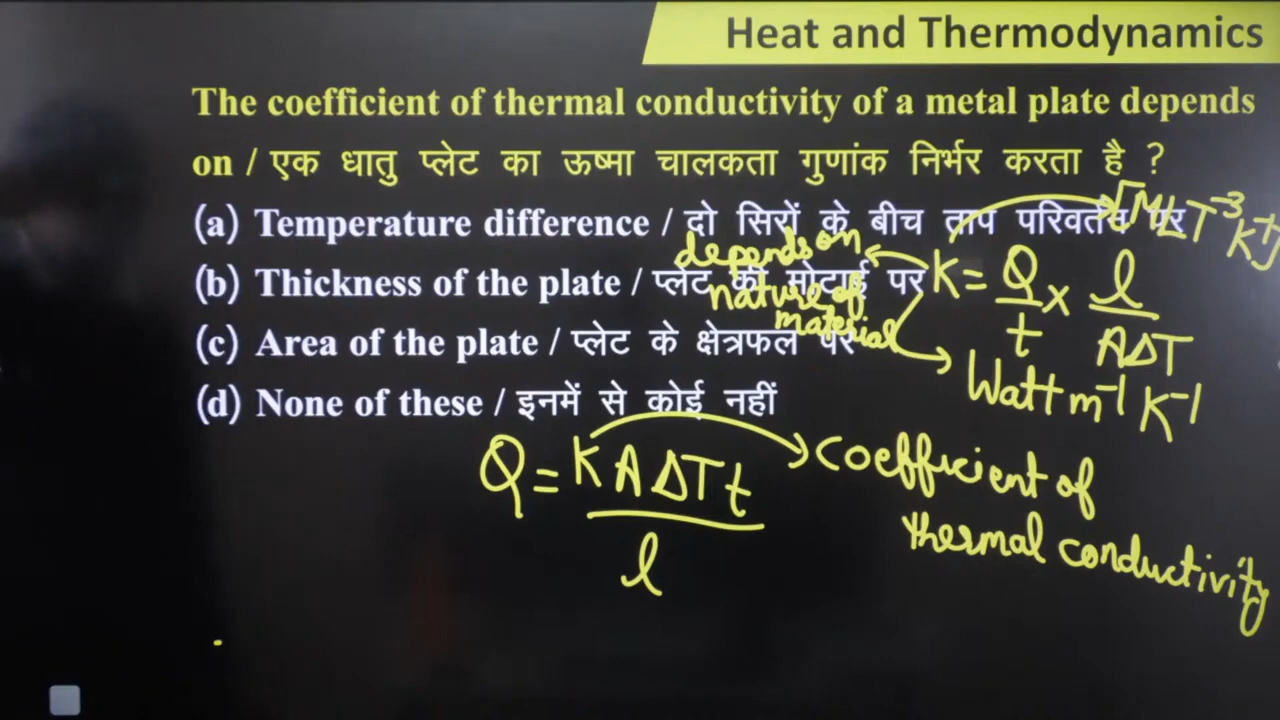 Heat and Thermodynamics
The coefficient of thermal conductivity of a metal plate depends
on / एक धातु प्लेट का ऊष्मा चालकता गुणांक निर्भर करता है ?
(a) Temperature difference / दो सिरों के बीच ताप परिवर्तन पर
(b) Thickness of the plate / प्लेट की मोटाई पर
(c) Area of the plate / प्लेट के क्षेत्रफल पर
(d) None of these / इनमें से कोई नहीं
[MLT⁻³K⁻¹]
depends on
nature of
material
K = Q/t × l/AΔT
Watt m⁻¹ K⁻¹
Q = KAΔTt/l
Coefficient of
thermal conductivity